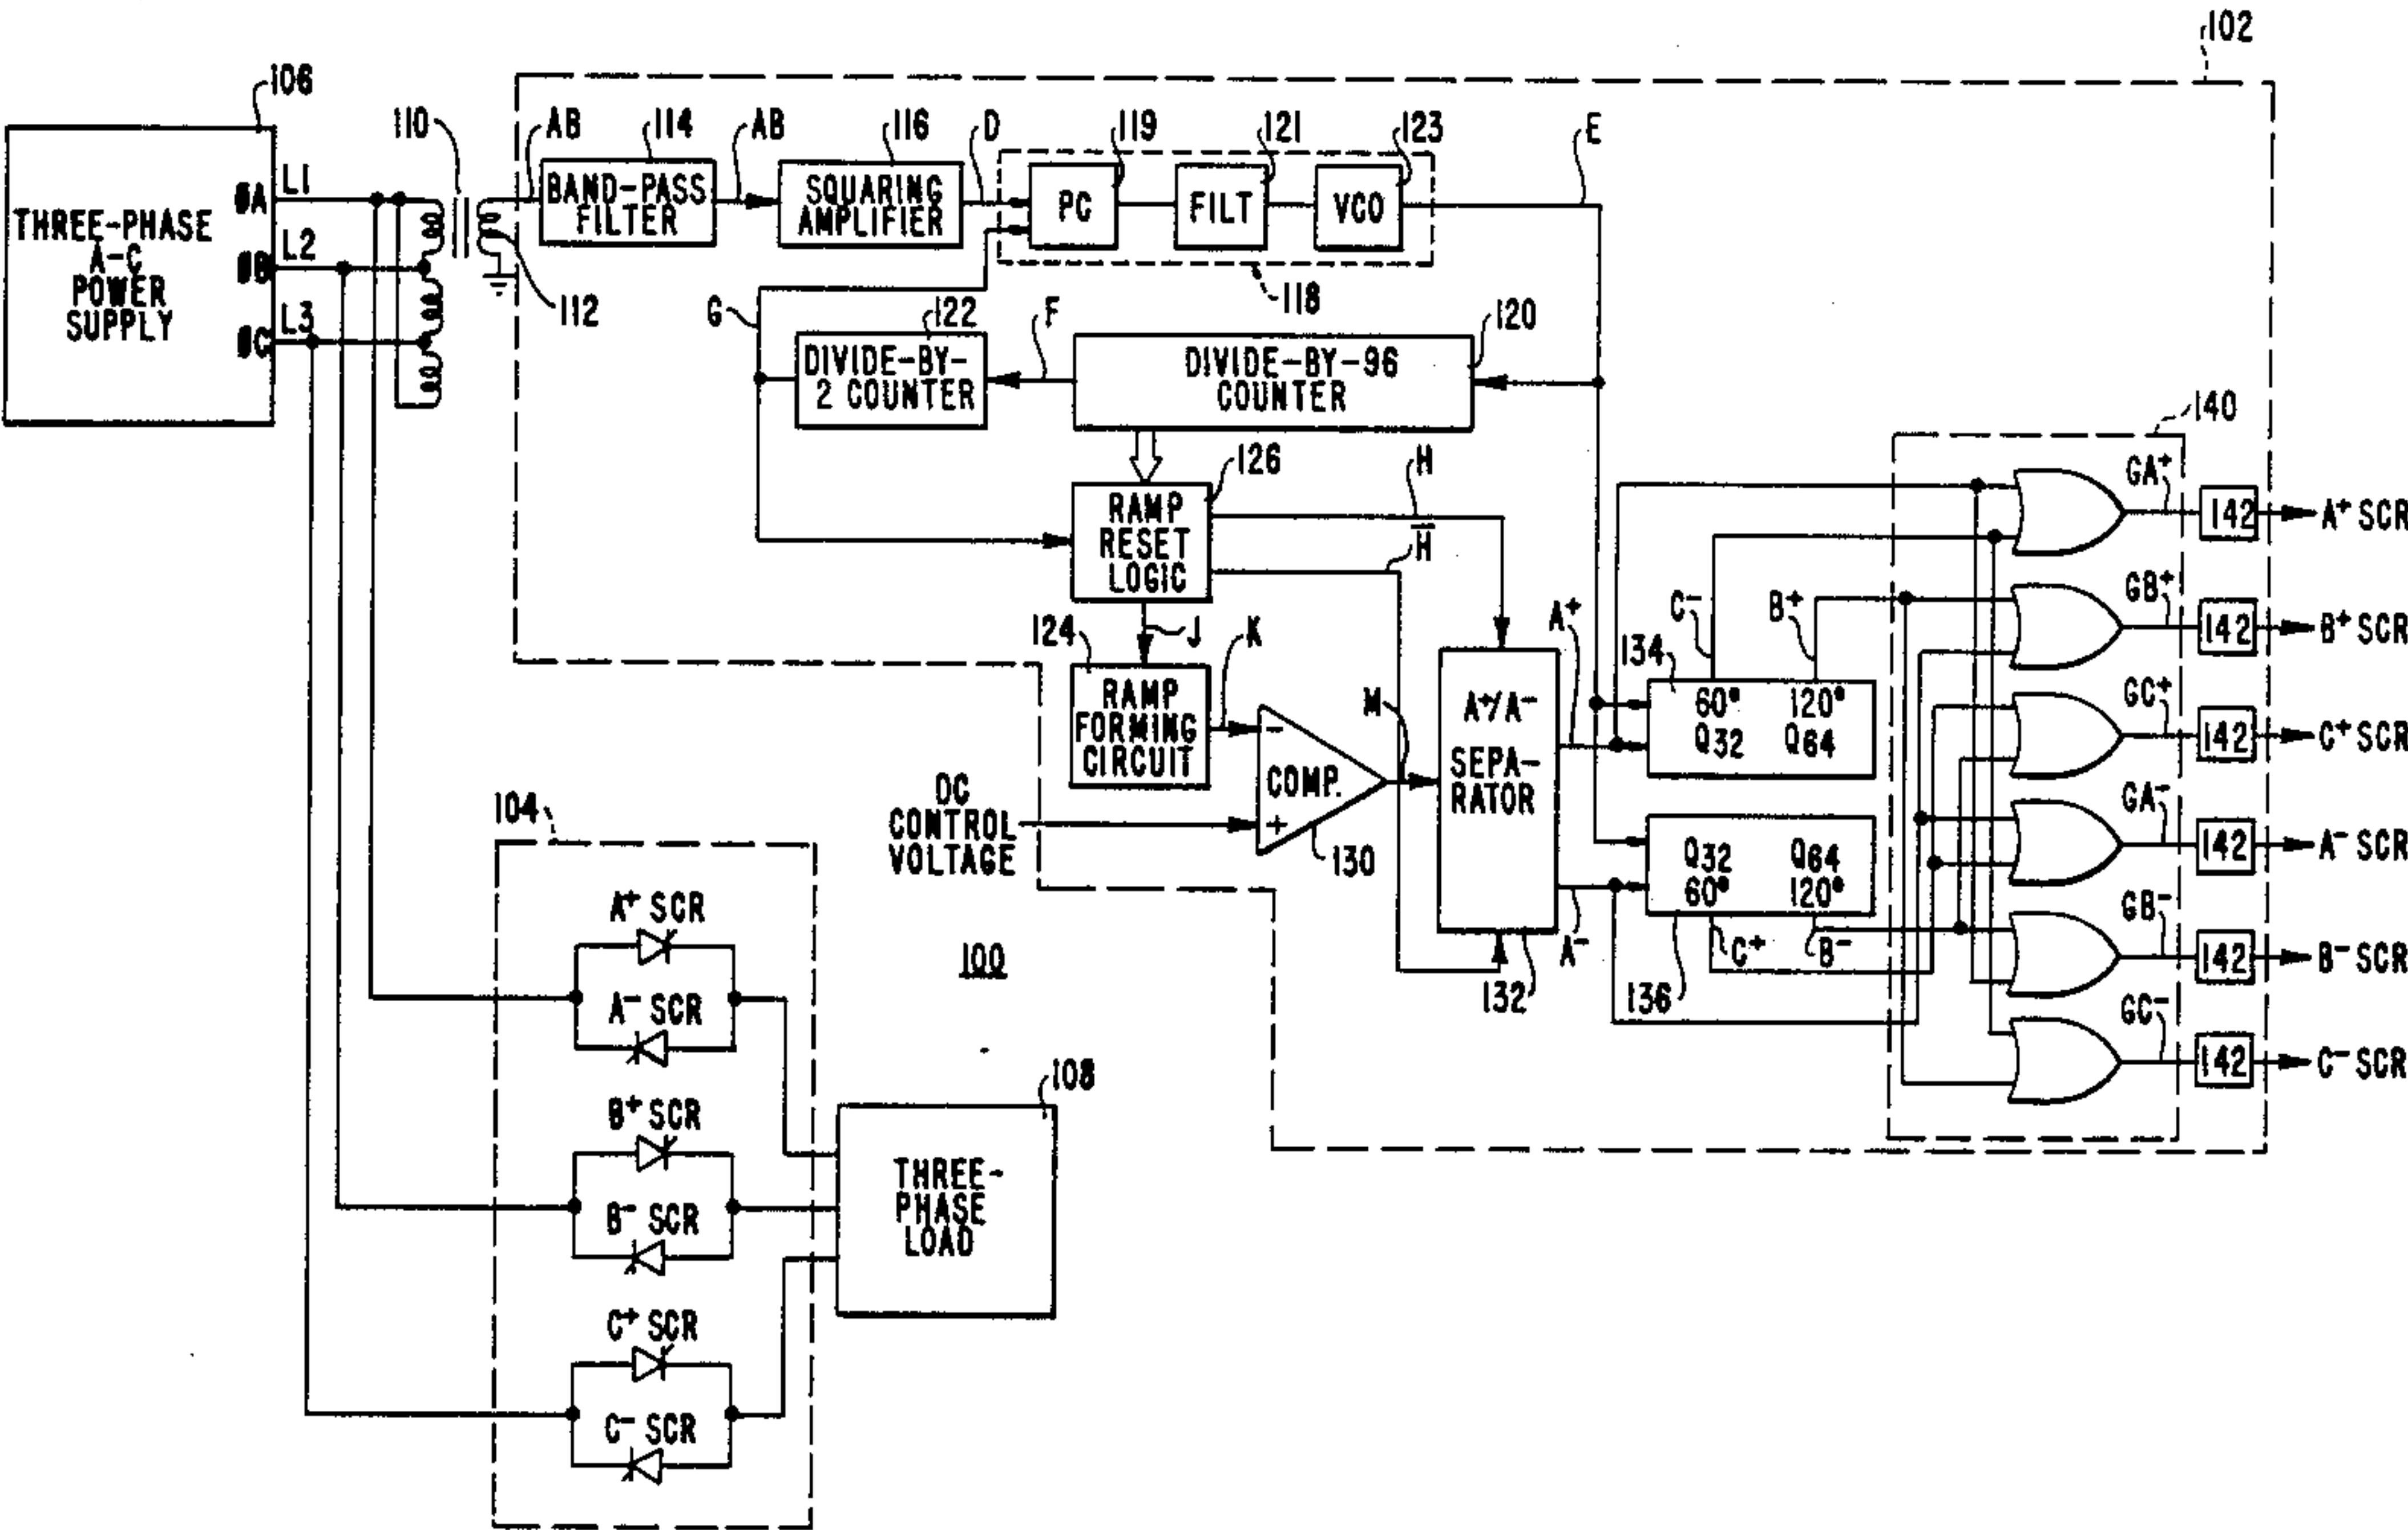 102
106
110
AB
114
AB
116
D
119
121
123
E
THREE-PHASE
A-C
POWER
SUPPLY
ØA
L1
ØB
L2
ØC
L3
112
BAND-PASS
FILTER
SQUARING
AMPLIFIER
PC
FILT
VCO
118
G
122
F
120
DIVIDE-BY-
2 COUNTER
DIVIDE-BY-96
COUNTER
140
126
H
RAMP
RESET
LOGIC
H̅
GA+
142
A+ SCR
GB+
142
B+ SCR
GC+
142
C+ SCR
GA-
142
A- SCR
GB-
142
B- SCR
GC-
142
C- SCR
J
124
K
RAMP
FORMING
CIRCUIT
M
A+
C-
B+
134
A+/A-
SEPA-
RATOR
60° 120°
Q32 Q64
- COMP. +
DC
CONTROL
VOLTAGE
130
Q32 Q64
60° 120°
A-
C+
B-
132
136
104
A+ SCR
A- SCR
100
B+ SCR
B- SCR
108
THREE-
PHASE
LOAD
C+ SCR
C- SCR